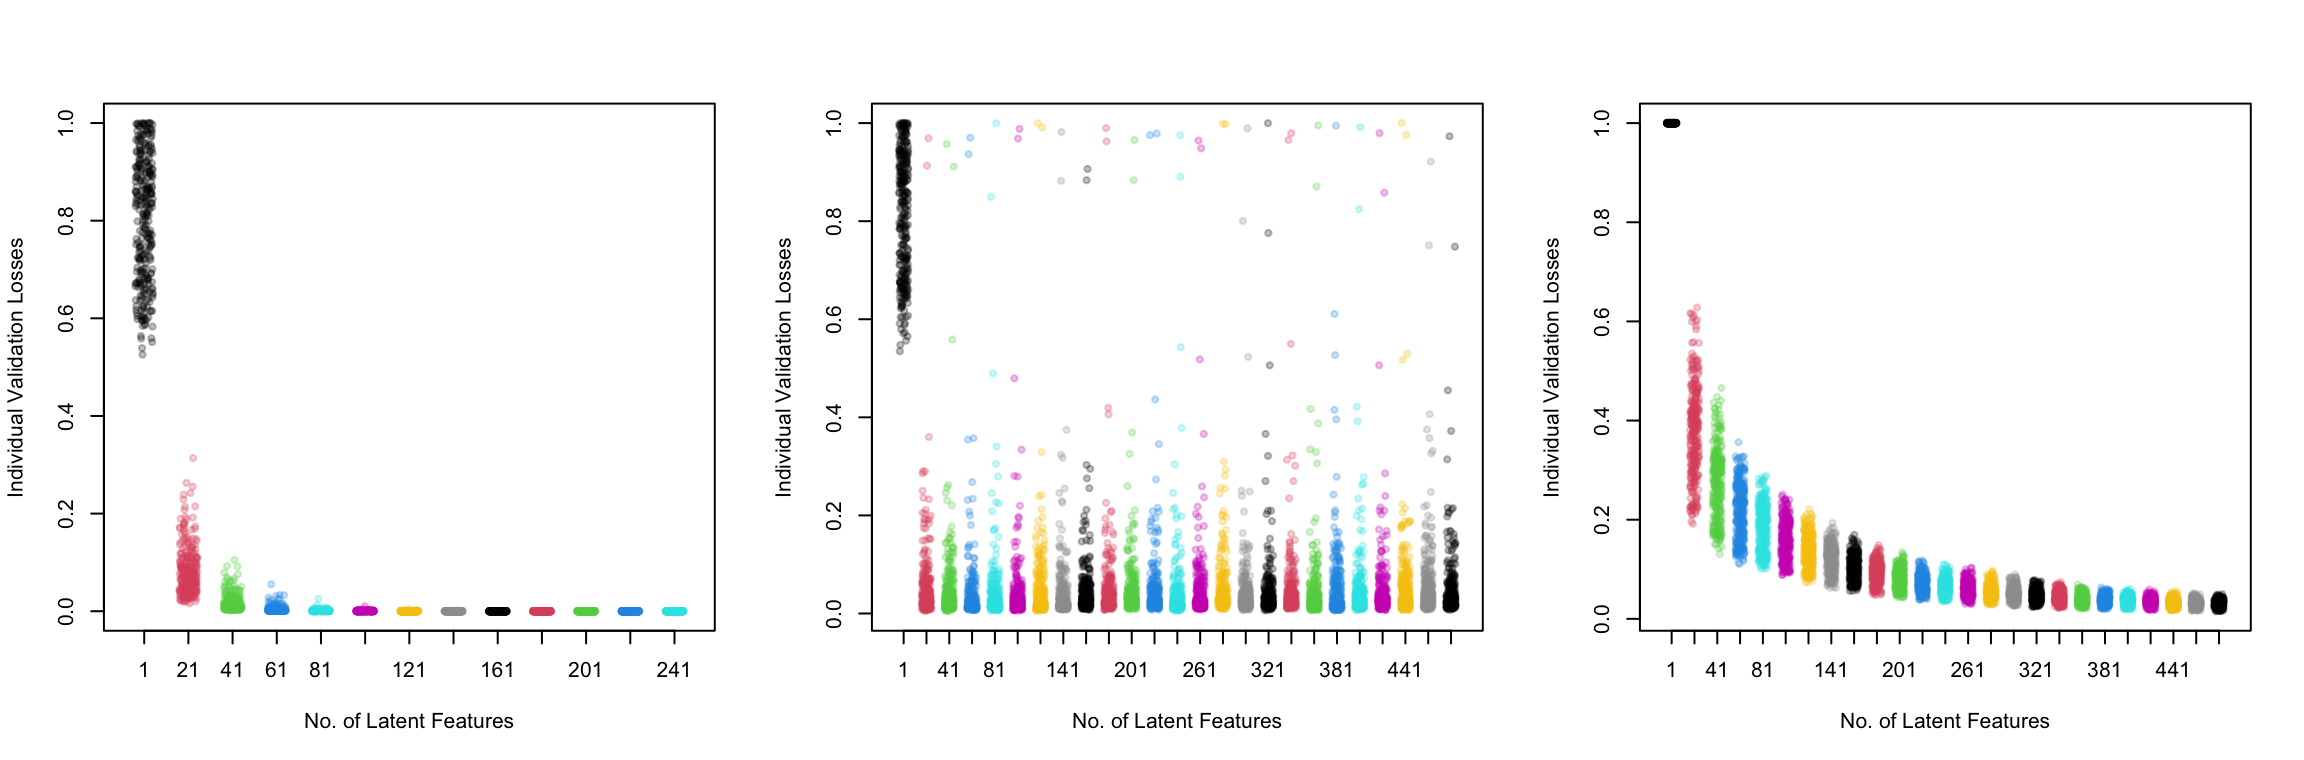 Individual Validation Losses
1.0
0.8
0.6
0.4
0.2
0.0
1 21 41 61 81 121 161 201 241
No. of Latent Features
Individual Validation Losses
1.0
0.8
0.6
0.4
0.2
0.0
1 41 81 141 201 261 321 381 441
No. of Latent Features
Individual Validation Losses
1.0
0.8
0.6
0.4
0.2
0.0
1 41 81 141 201 261 321 381 441
No. of Latent Features